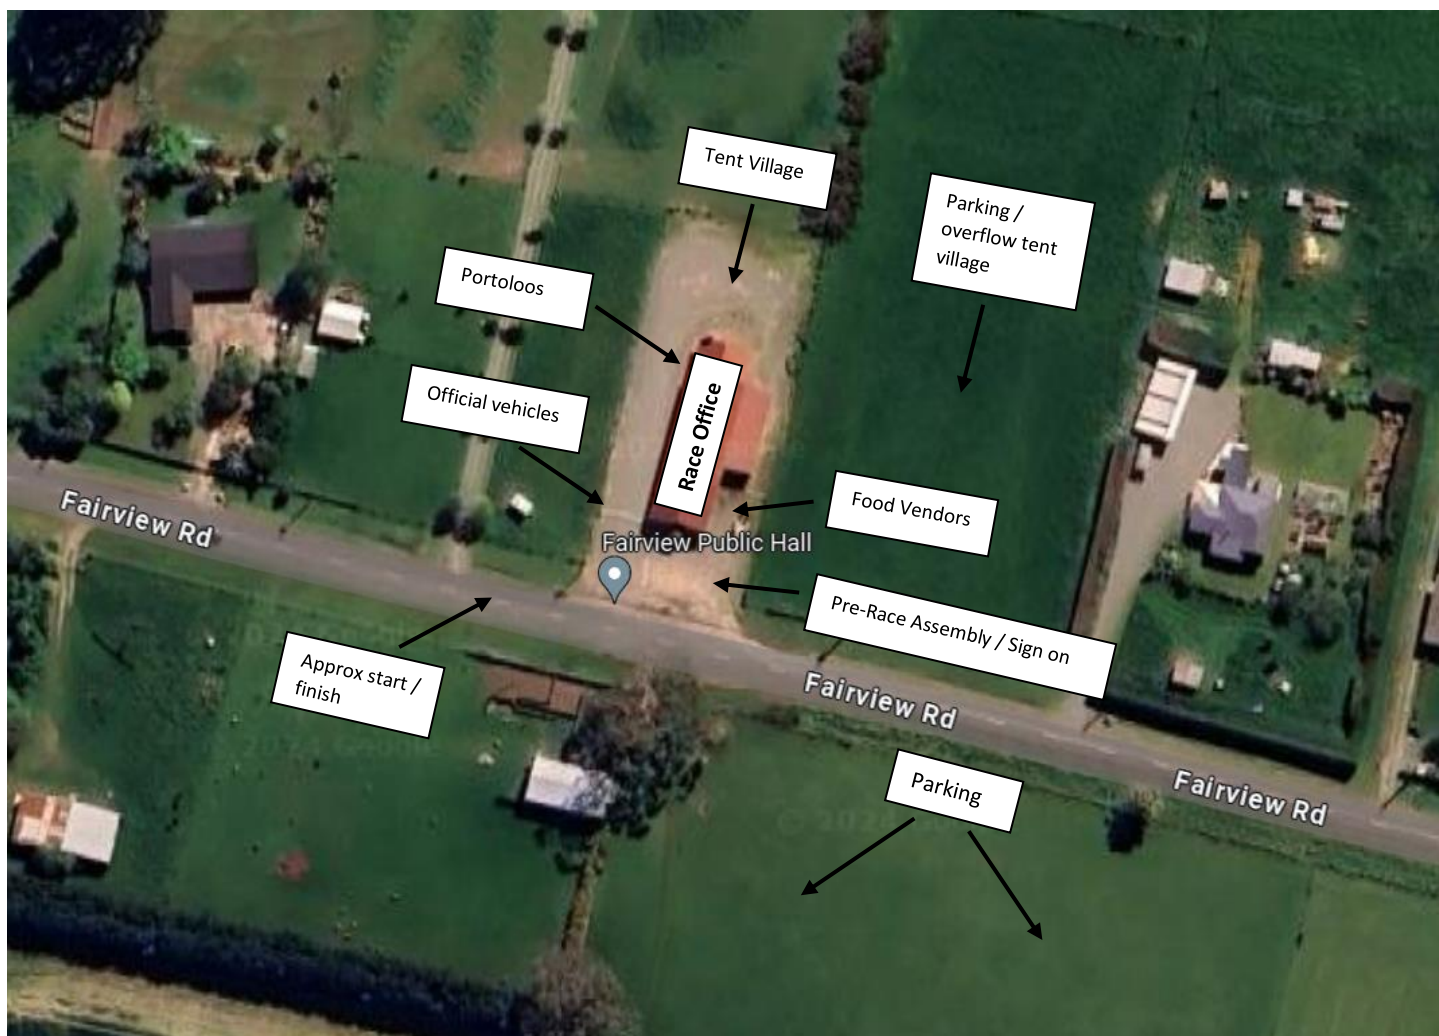 Tent Village
Parking /
overflow tent
village
Portoloos
Official vehicles
Race Office
Food Vendors
Fairview Rd
Fairview Public Hall
Pre-Race Assembly / Sign on
Approx start /
finish
Fairview Rd
Parking
Fairview Rd